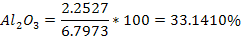 Al₂O₃ = 2.2527/6.7973 * 100 = 33.1410%